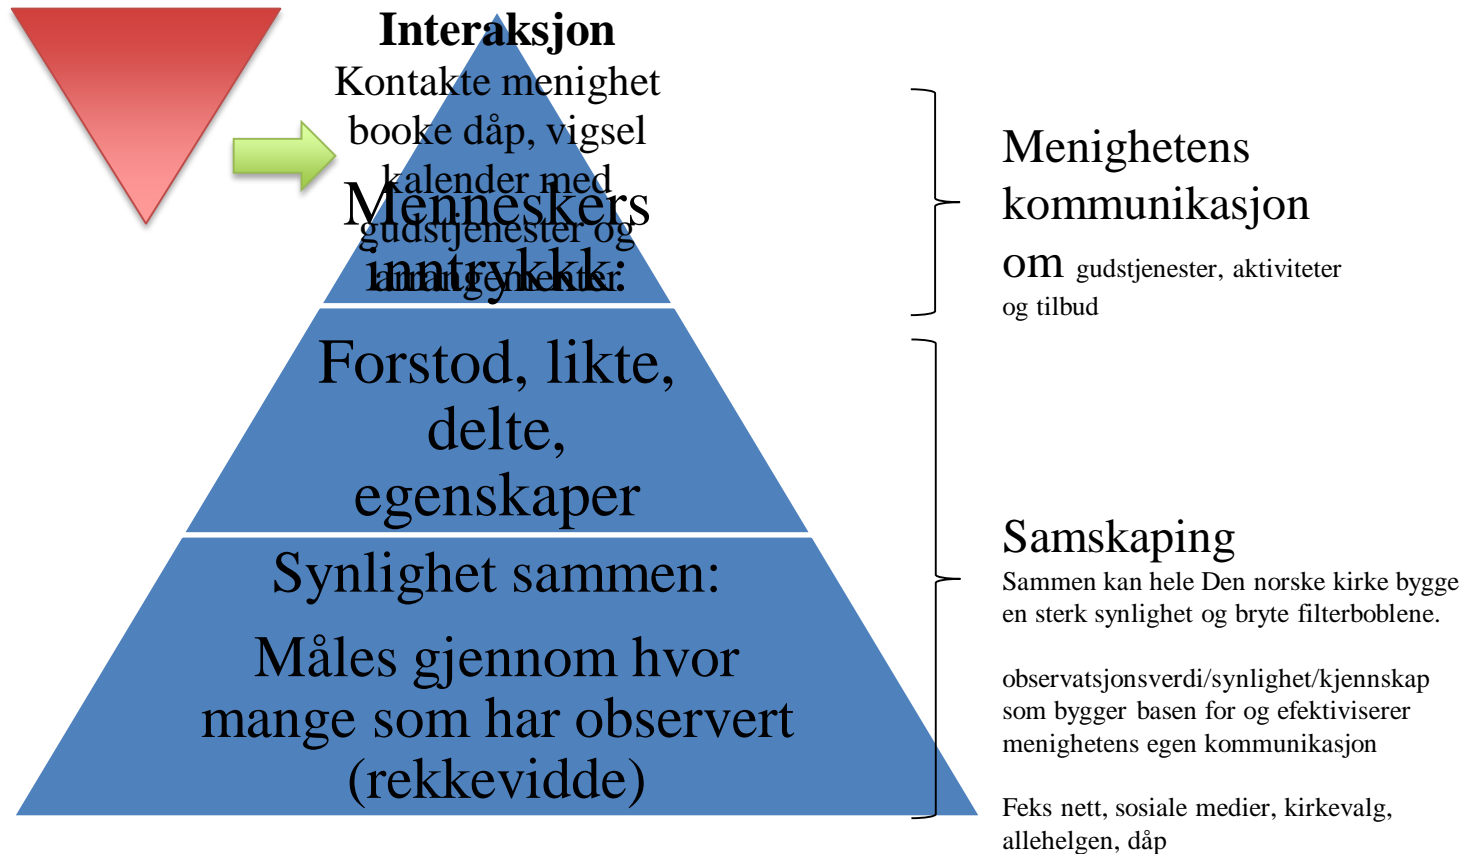 Interaksjon
Kontakte menighet
booke dåp, vigsel
kalender med
gudstjenester og
arrangementer
Menneskers
inntrykkk:
Forstod, likte,
delte,
egenskaper
Synlighet sammen:
Måles gjennom hvor
mange som har observert
(rekkevidde)
Menighetens
kommunikasjon
om gudstjenester, aktiviteter
og tilbud
Samskaping
Sammen kan hele Den norske kirke bygge
en sterk synlighet og bryte filterboblene.
observatsjonsverdi/synlighet/kjennskap
som bygger basen for og efektiviserer
menighetens egen kommunikasjon
Feks nett, sosiale medier, kirkevalg,
allehelgen, dåp